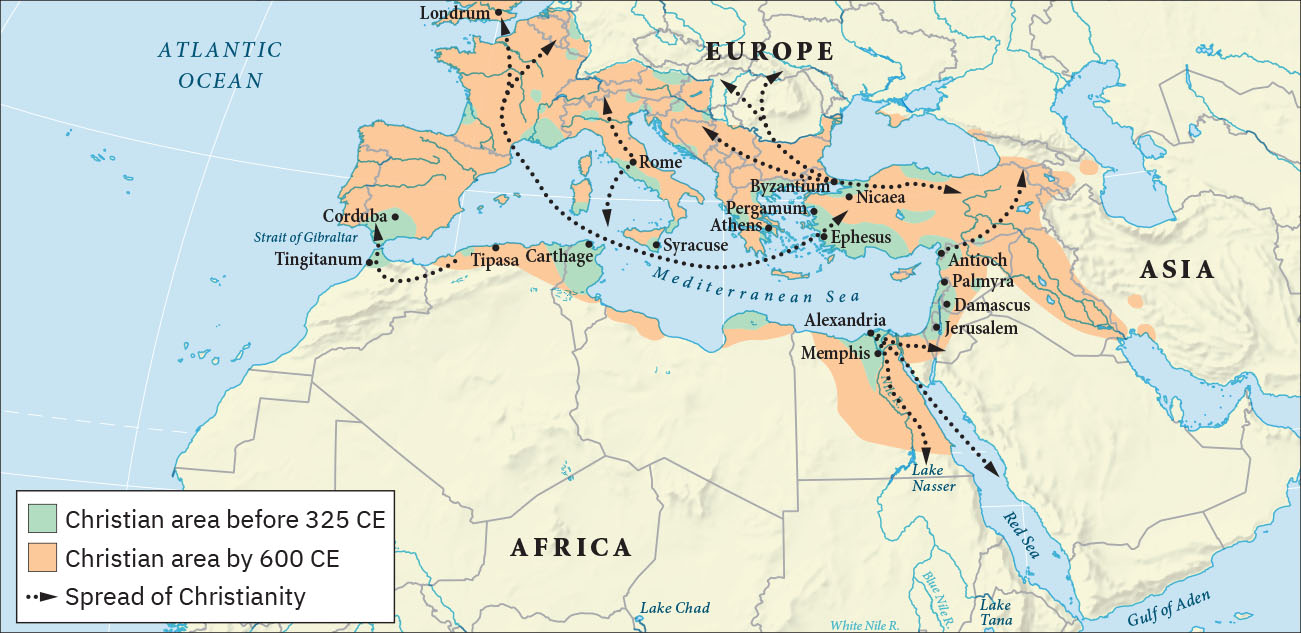 Londrum
ATLANTIC
OCEAN
EUROPE
Rome
Byzantium
Nicaea
Pergamum
Corduba
Athens
Ephesus
Strait of Gibraltar
Syracuse
Tingitanum
Tipasa
Carthage
Antioch
ASIA
Mediterranean Sea
Palmyra
Damascus
Alexandria
Jerusalem
Memphis
Lake
Nasser
Christian area before 325 CE
Christian area by 600 CE
Spread of Christianity
AFRICA
Red Sea
Lake Chad
Blue Nile R.
Lake
Tana
Gulf of Aden
White Nile R.